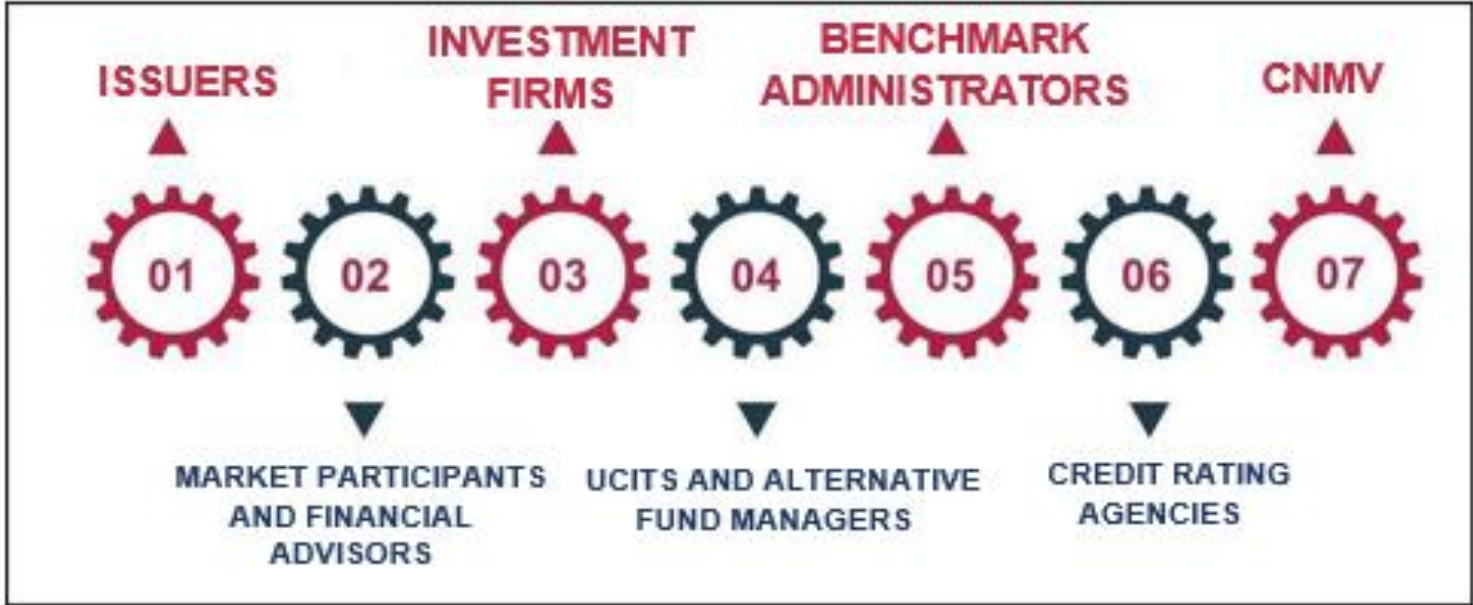 ISSUERS
INVESTMENT
FIRMS
BENCHMARK
ADMINISTRATORS
CNMV
01
02
03
04
05
06
07
MARKET PARTICIPANTS
AND FINANCIAL
ADVISORS
UCITS AND ALTERNATIVE
FUND MANAGERS
CREDIT RATING
AGENCIES